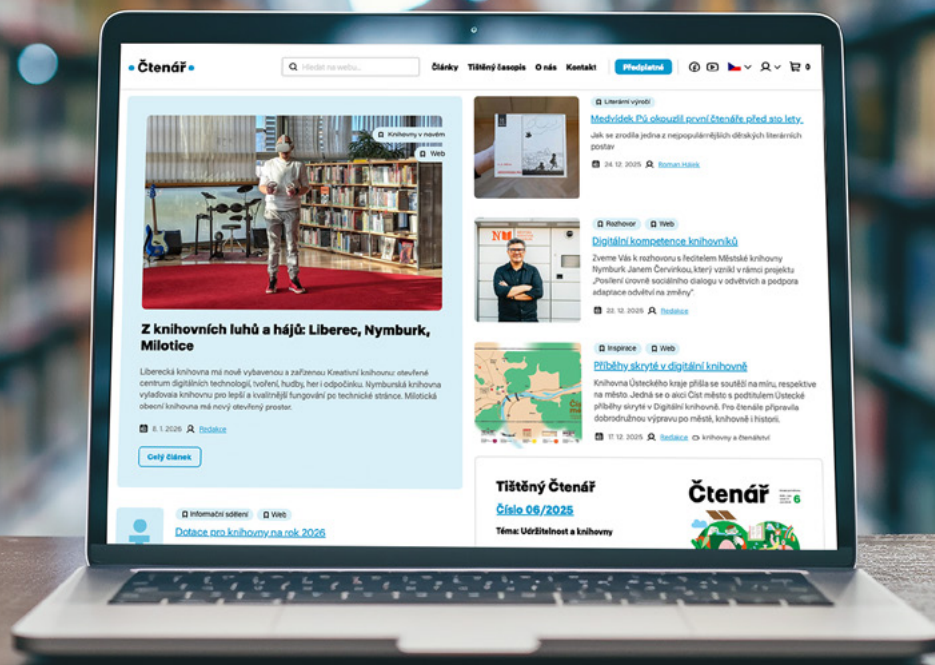 Čtenář
Hledat na webu...
Články Tištěný časopis O nás Kontakt
Předplatné
0
Knihovny v novém
Web
Z knihovních luhů a hájů: Liberec, Nymburk,
Milotice
Liberecká knihovna má nově vybavenou a zařízenou Kreativní knihovnu: otevřené
centrum digitálních technologií, tvoření, hudby, her i odpočinku. Nymburská knihovna
vyladovala knihovnu pro lepší a kvalitnější fungování po technické stránce. Milotická
obecní knihovna má nový otevřený prostor.
8. 1. 2026 Redakce
Celý článek
Informační sdělení Web
Dotace pro knihovny na rok 2026
Literární výročí
Medvídek Pú okouzlil první čtenáře před sto lety
Jak se zrodila jedna z nejpopulárnějších dětských literárních
postav
24. 12. 2025 Roman Hájek
Rozhovor Web
Digitální kompetence knihovníků
Zveme Vás k rozhovoru s ředitelem Městské knihovny
Nymburk Janem Červinkou, který vznikl v rámci projektu
„Posílení úrovně sociálního dialogu v odvětvích a podpora
adaptace odvětví na změny".
22. 12. 2025 Redakce
Inspirace Web
Příběhy skryté v digitální knihovně
Knihovna Ústeckého kraje přišla se soutěží na míru, respektive
na město. Jedná se o akci Číst město s podtitulem Ústecké
příběhy skryté v Digitální knihovně. Pro čtenáře připravila
dobrodružnou výpravu po městě, knihovně i historii.
17. 12. 2025 Redakce knihovny a čtenářství
Tištěný Čtenář
Číslo 06/2025
Téma: Udržitelnost a knihovny
Čtenář
6